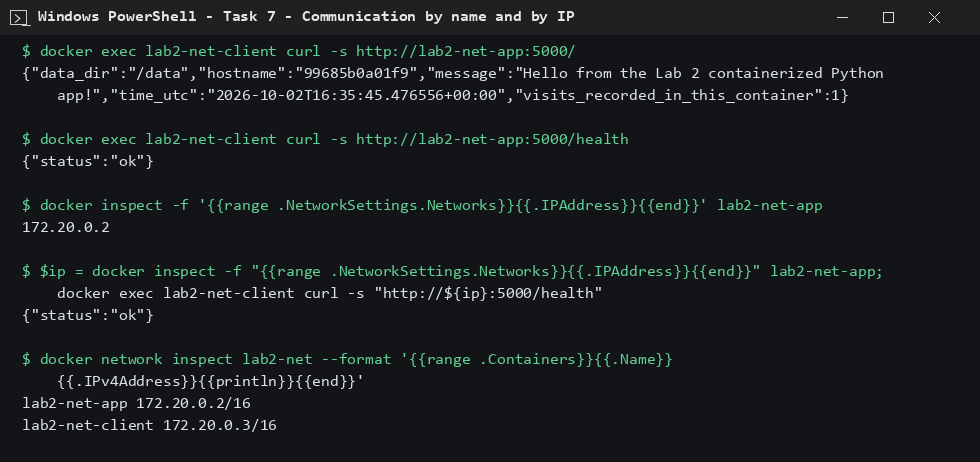 Windows PowerShell - Task 7 - Communication by name and by IP
$ docker exec lab2-net-client curl -s http://lab2-net-app:5000/
{"data_dir":"/data","hostname":"99685b0a01f9","message":"Hello from the Lab 2 containerized Python
app!","time_utc":"2026-10-02T16:35:45.476556+00:00","visits_recorded_in_this_container":1}
$ docker exec lab2-net-client curl -s http://lab2-net-app:5000/health
{"status":"ok"}
$ docker inspect -f '{{range .NetworkSettings.Networks}}{{.IPAddress}}{{end}}' lab2-net-app
172.20.0.2
$ $ip = docker inspect -f "{{range .NetworkSettings.Networks}}{{.IPAddress}}{{end}}" lab2-net-app;
docker exec lab2-net-client curl -s "http://${ip}:5000/health"
{"status":"ok"}
$ docker network inspect lab2-net --format '{{range .Containers}}{{.Name}}
{{.IPv4Address}}{{println}}{{end}}'
lab2-net-app 172.20.0.2/16
lab2-net-client 172.20.0.3/16